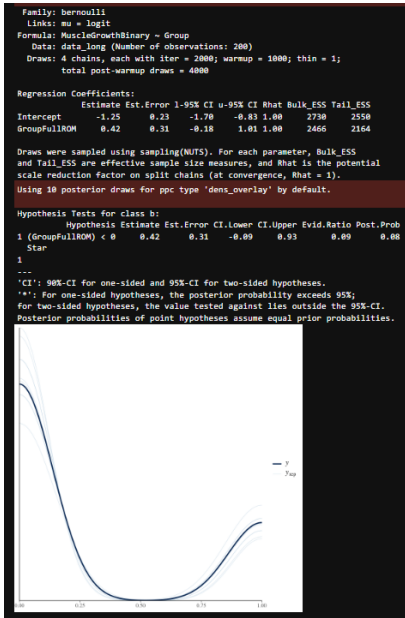 Family: bernoulli
Links: mu = logit
Formula: MuscleGrowthBinary ~ Group
Data: data_long (Number of observations: 200)
Draws: 4 chains, each with iter = 2000; warmup = 1000; thin = 1;
total post-warmup draws = 4000
Regression Coefficients:
Estimate Est.Error l-95% CI u-95% CI Rhat Bulk_ESS Tail_ESS
Intercept -1.25 0.23 -1.70 -0.83 1.00 2730 2550
GroupFullROM 0.42 0.31 -0.18 1.01 1.00 2466 2164
Draws were sampled using sampling(NUTS). For each parameter, Bulk_ESS
and Tail_ESS are effective sample size measures, and Rhat is the potential
scale reduction factor on split chains (at convergence, Rhat = 1).
Using 10 posterior draws for ppc type 'dens_overlay' by default.
Hypothesis Tests for class b:
Hypothesis Estimate Est.Error CI.Lower CI.Upper Evid.Ratio Post.Prob
1 (GroupFullROM) < 0 0.42 0.31 -0.09 0.93 0.09 0.08
Star
1
---
'CI': 90%-CI for one-sided and 95%-CI for two-sided hypotheses.
'*': For one-sided hypotheses, the posterior probability exceeds 95%;
for two-sided hypotheses, the value tested against lies outside the 95%-CI.
Posterior probabilities of point hypotheses assume equal prior probabilities.
y
y rep
0.00 0.25 0.50 0.75 1.00